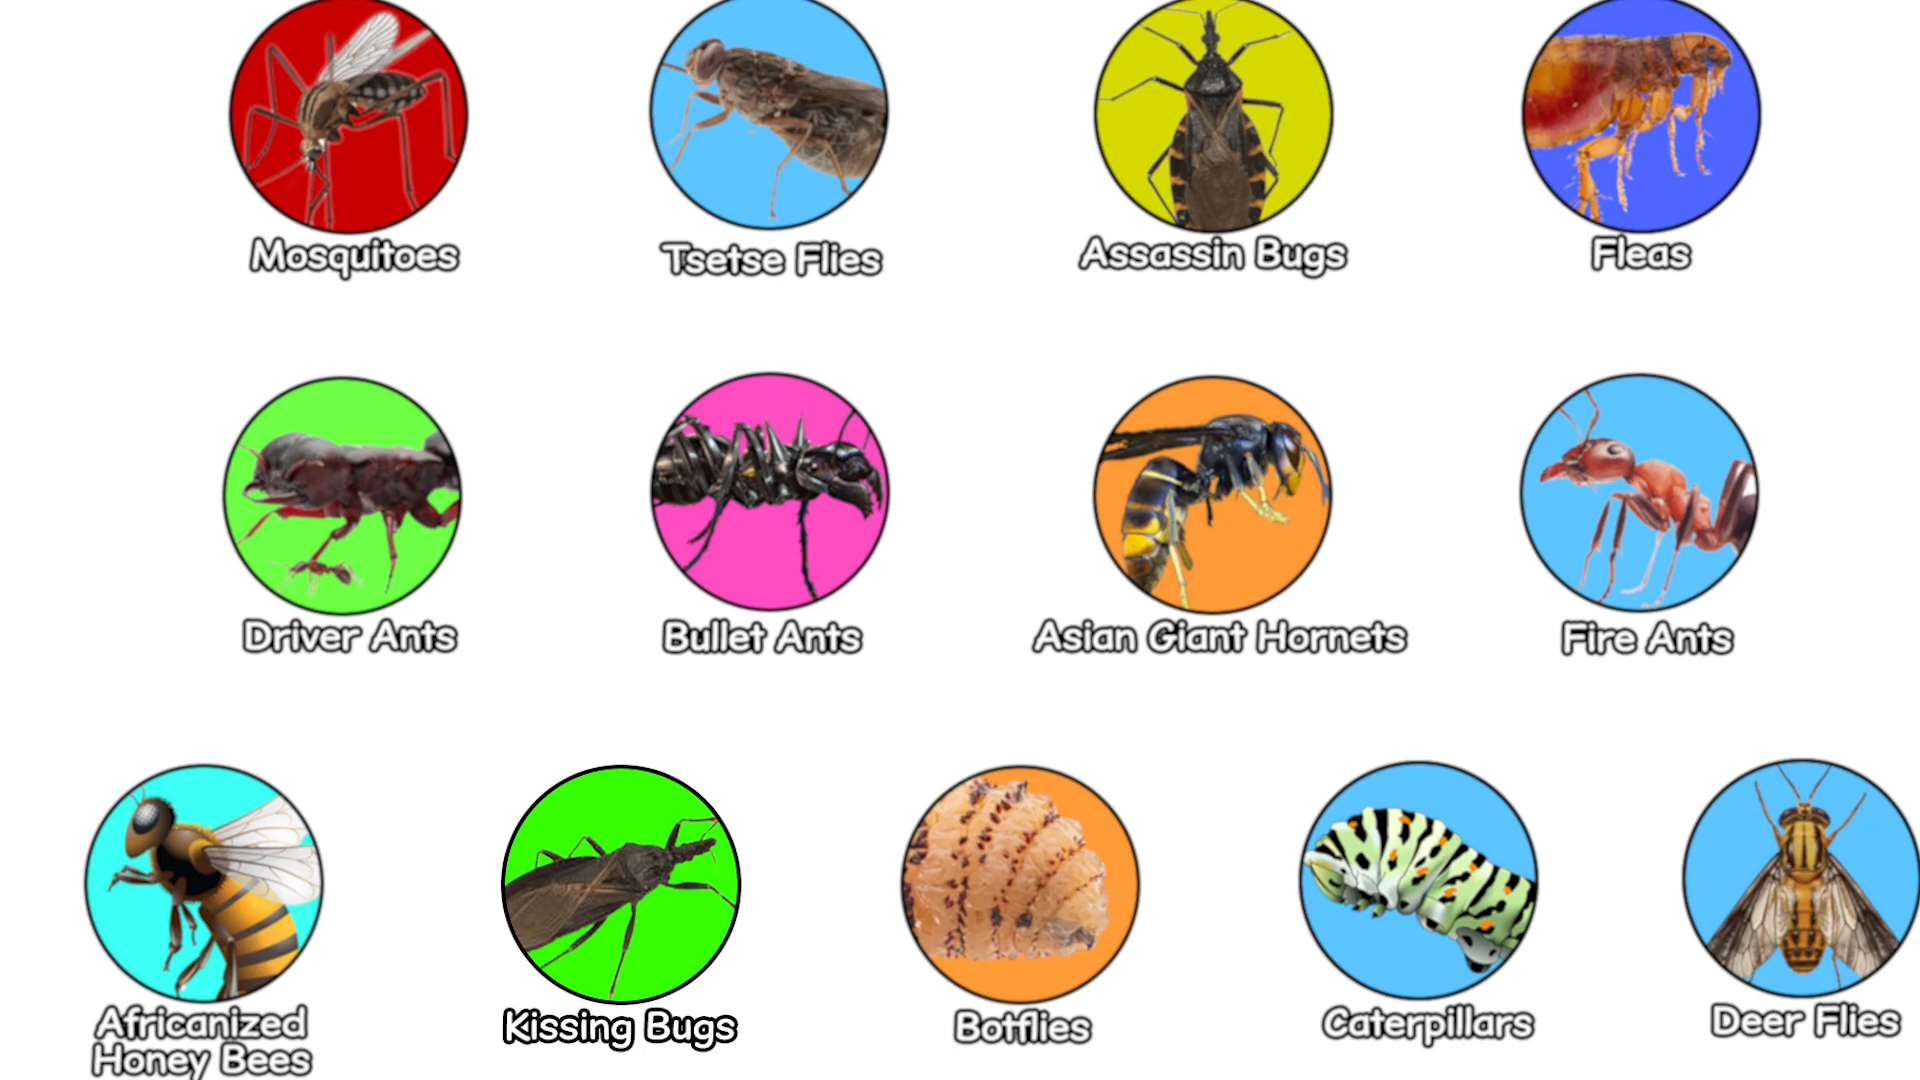 Mosquitoes
Tsetse Flies
Assassin Bugs
Fleas
Driver Ants
Bullet Ants
Asian Giant Hornets
Fire Ants
Africanized
Honey Bees
Kissing Bugs
Botflies
Caterpillars
Deer Flies